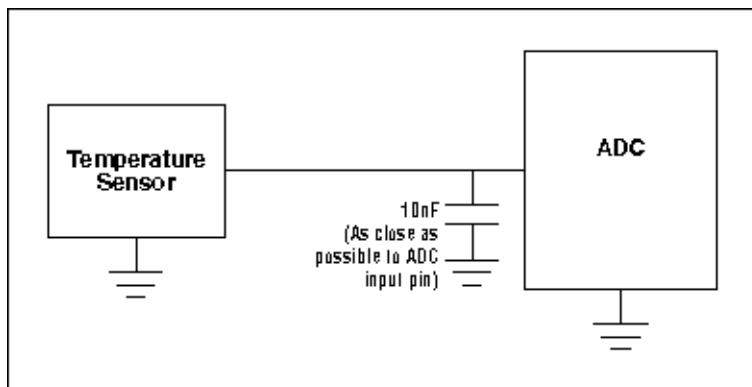 Temperature
Sensor
ADC
10nF
(As close as
possible to ADC
input pin)